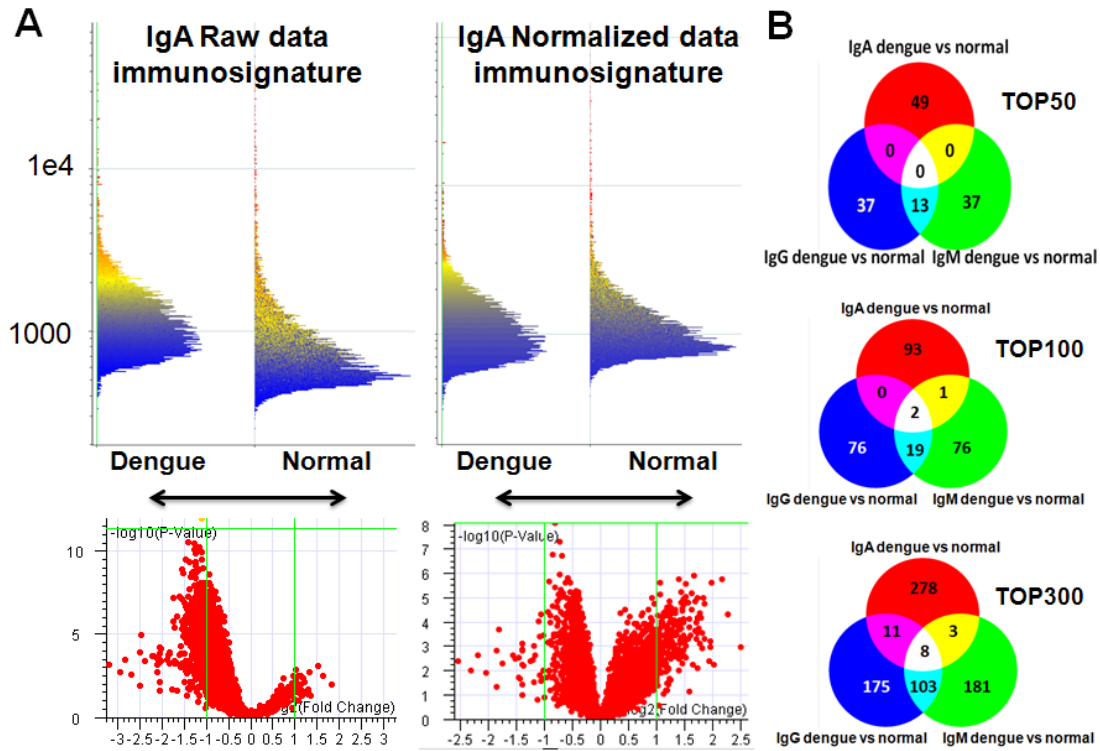 A
IgA Raw data
immunosignature
IgA Normalized data
immunosignature
1e4
1000
Dengue
Normal
Dengue
Normal
-log10(P-Value)
10
5
0
(Fold Change)
-3 -2.5 -2 -1.5 -1 -0.5 0 0.5 1 1.5 2 2.5 3
-log10(P-Value)
8
7
6
5
4
3
2
1
0
log2(Fold Change)
-2.5 -2 -1.5 -1 -0.5 0 0.5 1 1.5 2 2.5
B
IgA dengue vs normal
TOP50
49
0
0
0
37
13
37
IgG dengue vs normal
IgM dengue vs normal
IgA dengue vs normal
TOP100
93
0
1
2
76
19
76
IgG dengue vs normal
IgM dengue vs normal
IgA dengue vs normal
TOP300
278
11
3
8
175
103
181
IgG dengue vs normal
IgM dengue vs normal